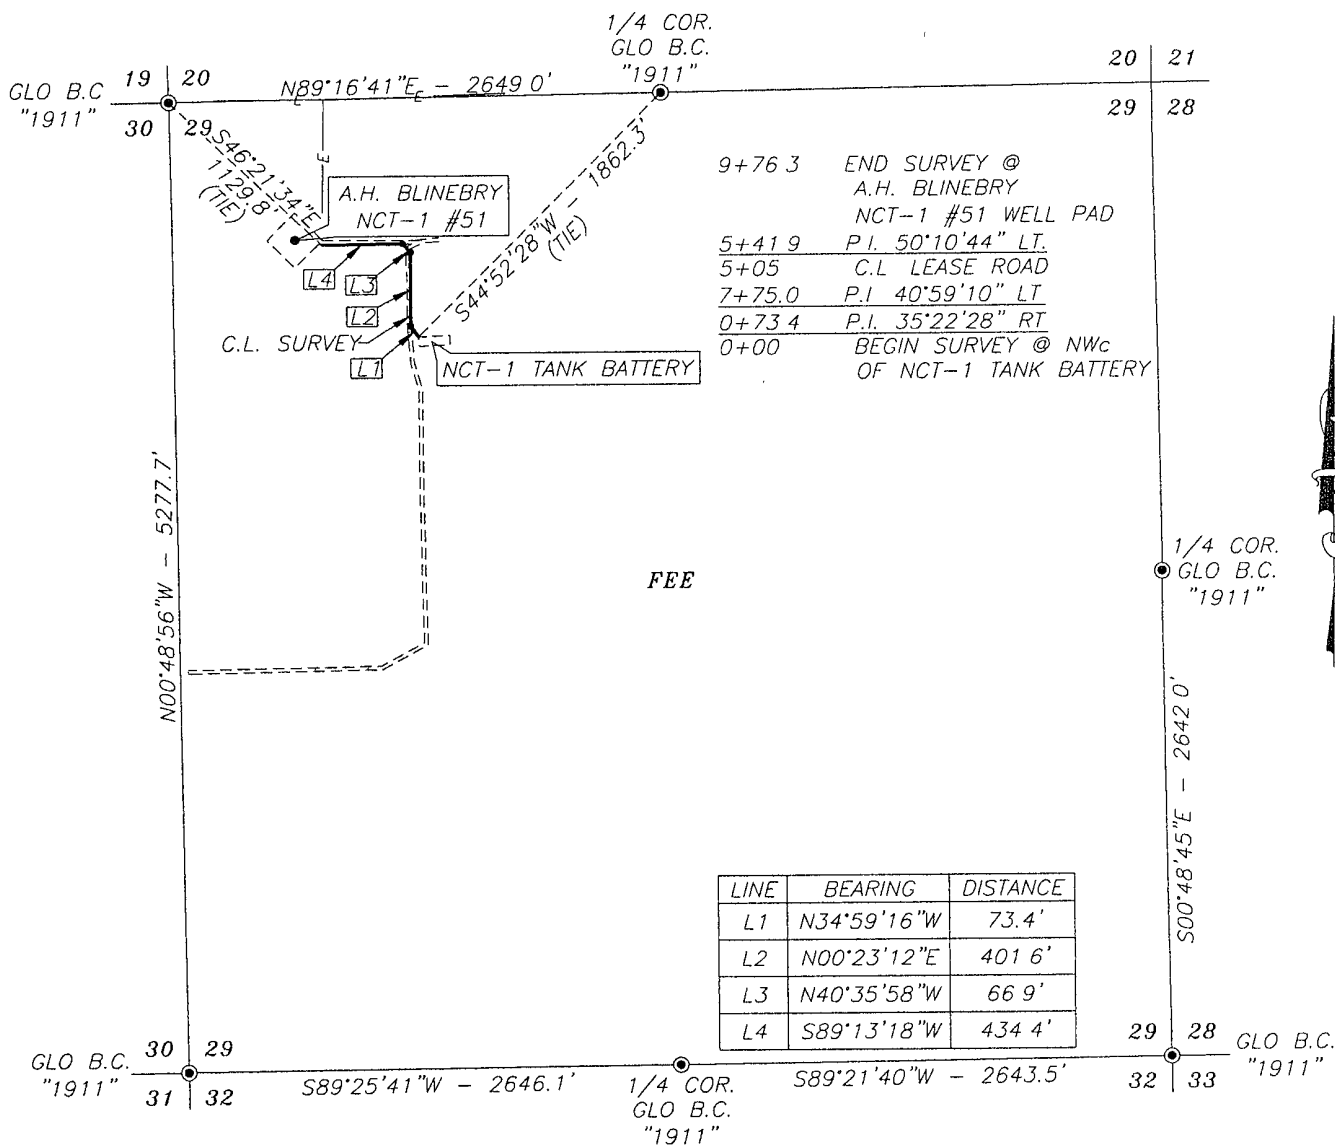 1/4 COR.
GLO B.C.
"1911"
19 20
20 21
GLO B.C
"1911"
N89°16'41"E - 2649 0'
E E
30 29
29 28
S46°21'34"E
1129.8'
(TIE)
E
S44°52'28"W - 1862.3'
(TIE)
A.H. BLINEBRY
NCT-1 #51
9+76 3 END SURVEY @
A.H. BLINEBRY
NCT-1 #51 WELL PAD
5+41 9 P.I. 50°10'44" LT.
5+05 C.L LEASE ROAD
7+75.0 P.I 40°59'10" LT
0+73 4 P.I. 35°22'28" RT
0+00 BEGIN SURVEY @ NWc
OF NCT-1 TANK BATTERY
L4
L3
L2
C.L. SURVEY
L1
NCT-1 TANK BATTERY
N00°48'56"W - 5277.7'
FEE
1/4 COR.
GLO B.C.
"1911"
S00°48'45"E - 2642 0'
LINE BEARING DISTANCE
L1 N34°59'16"W 73.4'
L2 N00°23'12"E 401 6'
L3 N40°35'58"W 66 9'
L4 S89°13'18"W 434 4'
30 29
29 28
GLO B.C.
"1911"
GLO B.C.
"1911"
S89°25'41"W - 2646.1'
S89°21'40"W - 2643.5'
31 32
32 33
1/4 COR.
GLO B.C.
"1911"